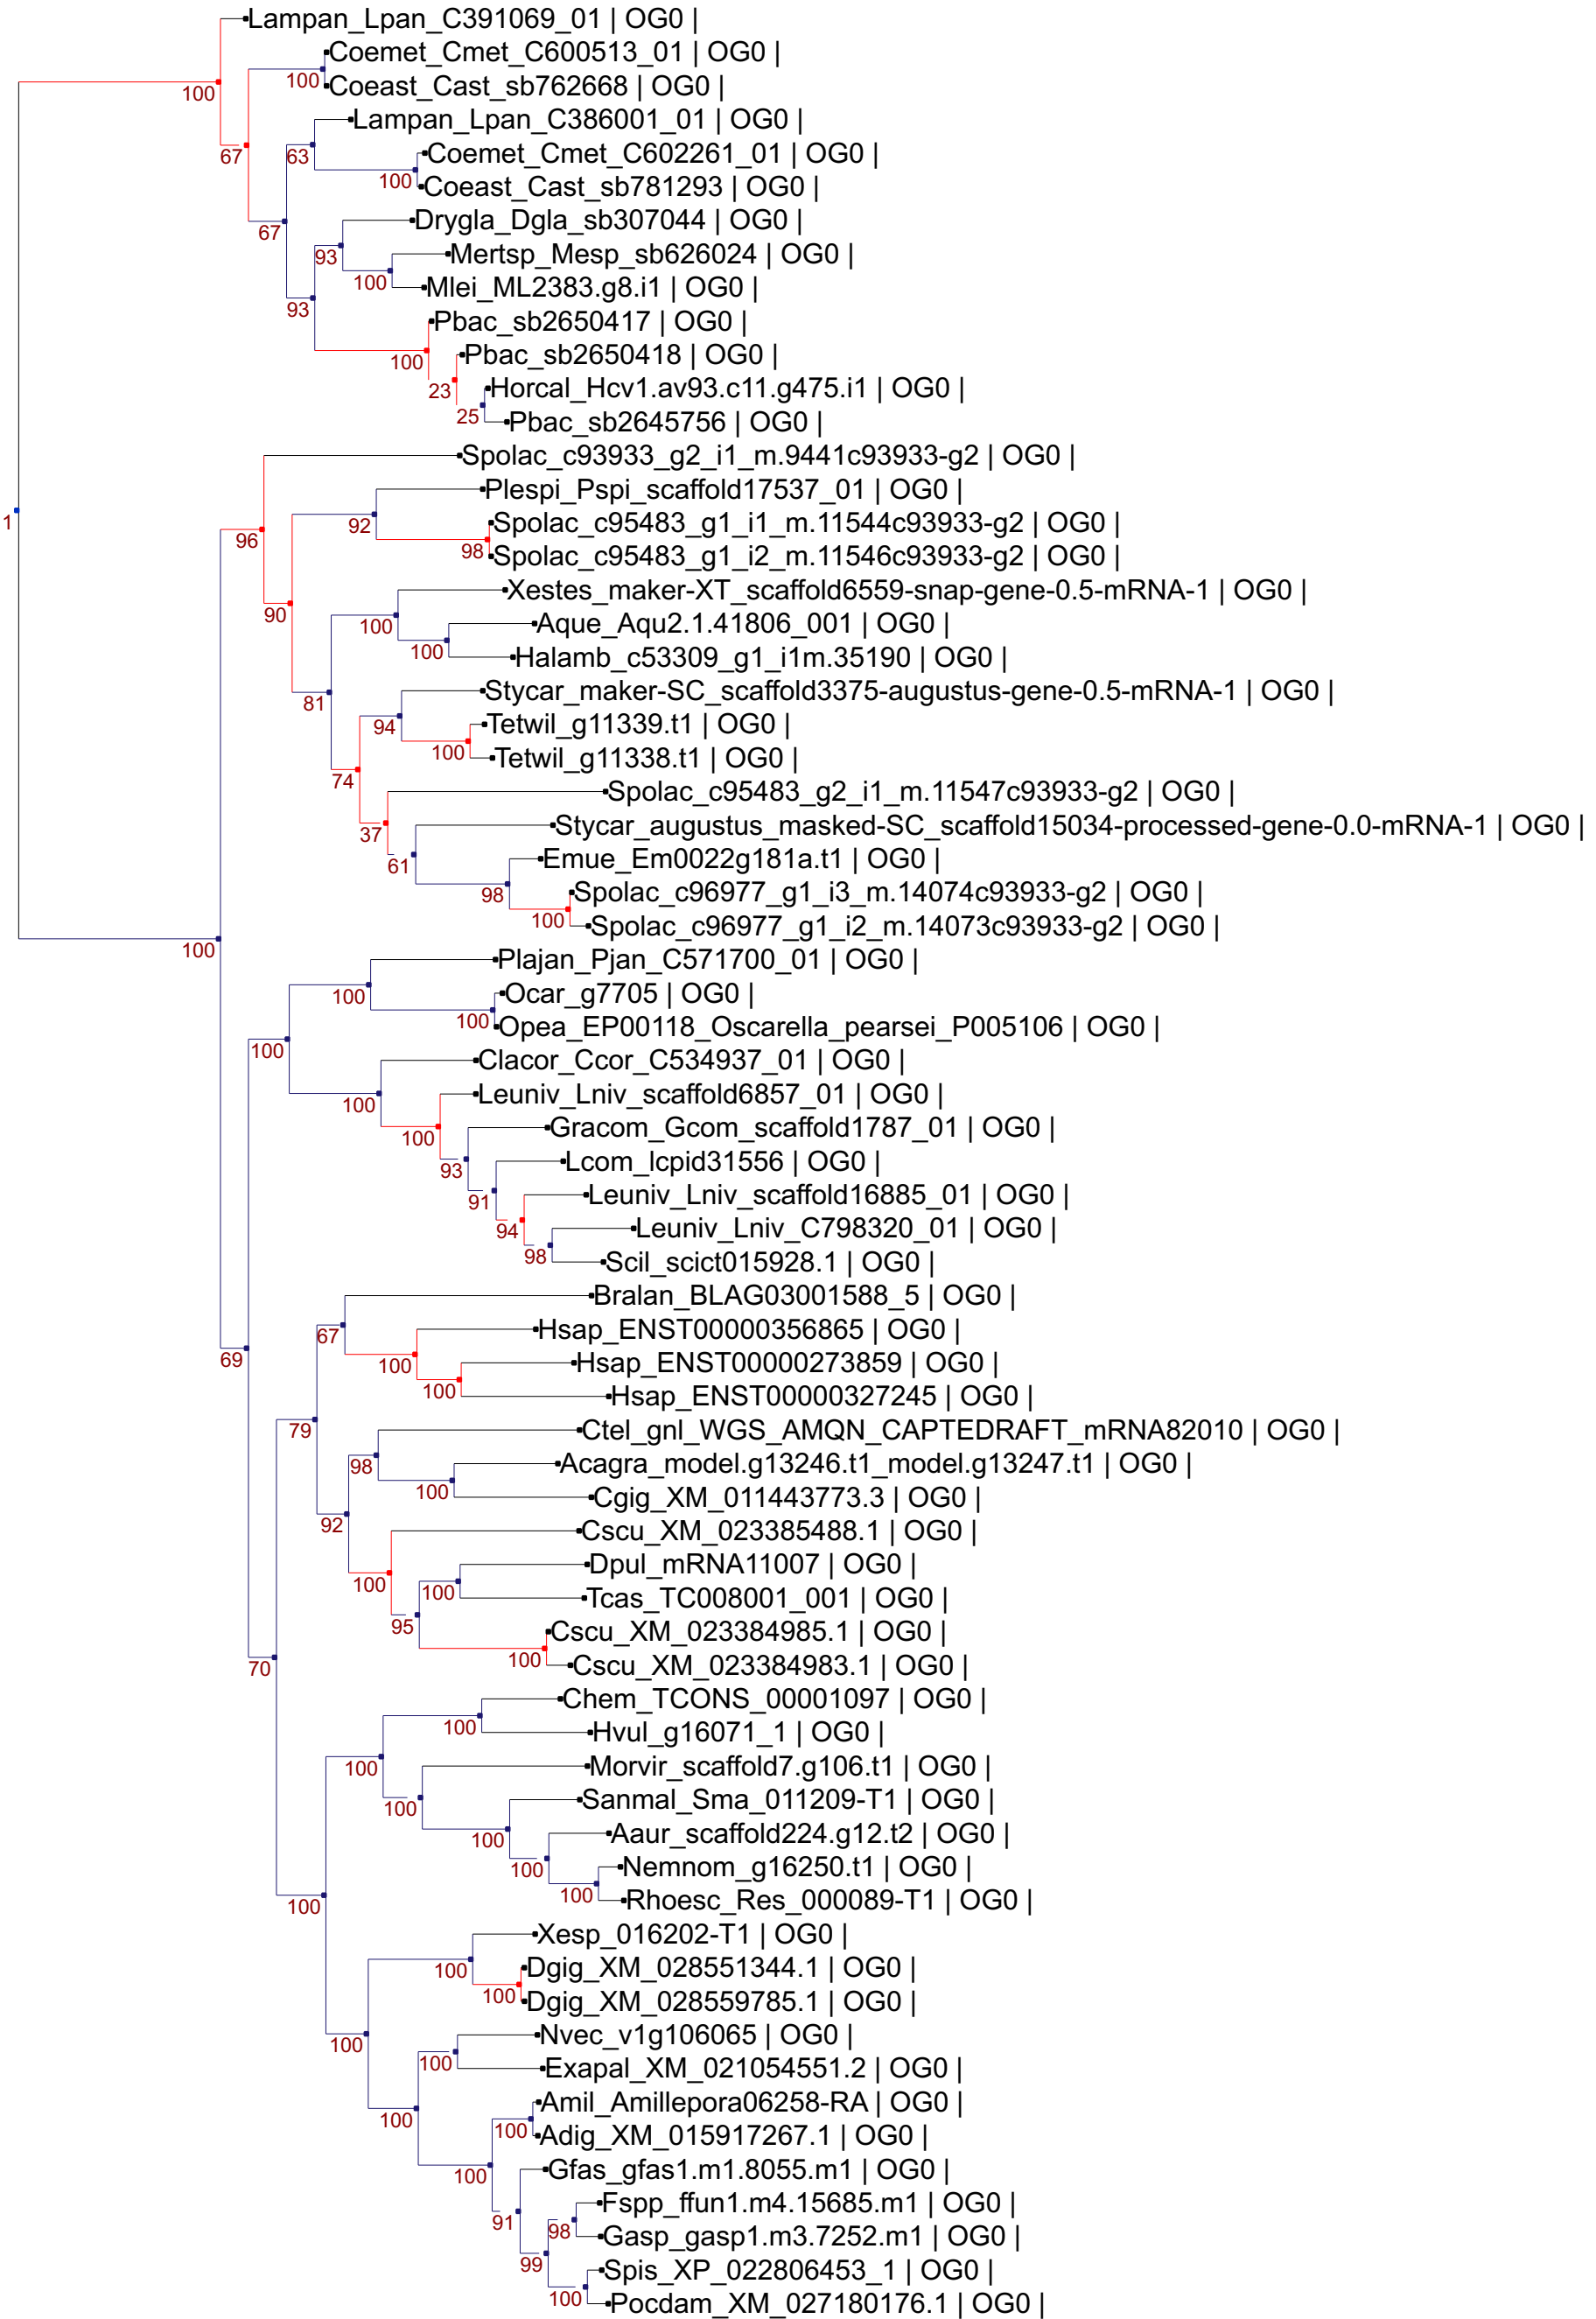 Lampan_Lpan_C391069_01 | OG0 |
Coemet_Cmet_C600513_01 | OG0 |
100
Coeast_Cast_sb762668 | OG0 |
100
Lampan_Lpan_C386001_01 | OG0 |
67
63
Coemet_Cmet_C602261_01 | OG0 |
100
Coeast_Cast_sb781293 | OG0 |
Drygla_Dgla_sb307044 | OG0 |
67
93
Mertsp_Mesp_sb626024 | OG0 |
100
Mlei_ML2383.g8.i1 | OG0 |
93
Pbac_sb2650417 | OG0 |
100
Pbac_sb2650418 | OG0 |
23
Horcal_Hcv1.av93.c11.g475.i1 | OG0 |
25
Pbac_sb2645756 | OG0 |
Spolac_c93933_g2_i1_m.9441c93933-g2 | OG0 |
Plespi_Pspi_scaffold17537_01 | OG0 |
1
92
Spolac_c95483_g1_i1_m.11544c93933-g2 | OG0 |
96
98
Spolac_c95483_g1_i2_m.11546c93933-g2 | OG0 |
Xestes_maker-XT_scaffold6559-snap-gene-0.5-mRNA-1 | OG0 |
90
100
Aque_Aqu2.1.41806_001 | OG0 |
100
Halamb_c53309_g1_i1m.35190 | OG0 |
Stycar_maker-SC_scaffold3375-augustus-gene-0.5-mRNA-1 | OG0 |
81
94
Tetwil_g11339.t1 | OG0 |
100
Tetwil_g11338.t1 | OG0 |
74
Spolac_c95483_g2_i1_m.11547c93933-g2 | OG0 |
37
Stycar_augustus_masked-SC_scaffold15034-processed-gene-0.0-mRNA-1 | OG0 |
61
Emue_Em0022g181a.t1 | OG0 |
98
Spolac_c96977_g1_i3_m.14074c93933-g2 | OG0 |
100
Spolac_c96977_g1_i2_m.14073c93933-g2 | OG0 |
100
Plajan_Pjan_C571700_01 | OG0 |
100
Ocar_g7705 | OG0 |
100
Opea_EP00118_Oscarella_pearsei_P005106 | OG0 |
100
Clacor_Ccor_C534937_01 | OG0 |
100
Leuniv_Lniv_scaffold6857_01 | OG0 |
100
Gracom_Gcom_scaffold1787_01 | OG0 |
93
Lcom_lcpid31556 | OG0 |
91
Leuniv_Lniv_scaffold16885_01 | OG0 |
94
Leuniv_Lniv_C798320_01 | OG0 |
98
Scil_scict015928.1 | OG0 |
Bralan_BLAG03001588_5 | OG0 |
67
Hsap_ENST00000356865 | OG0 |
69
100
Hsap_ENST00000273859 | OG0 |
100
Hsap_ENST00000327245 | OG0 |
79
Ctel_gnl_WGS_AMQN_CAPTEDRAFT_mRNA82010 | OG0 |
98
Acagra_model.g13246.t1_model.g13247.t1 | OG0 |
100
Cgig_XM_011443773.3 | OG0 |
92
Cscu_XM_023385488.1 | OG0 |
Dpul_mRNA11007 | OG0 |
100
100
Tcas_TC008001_001 | OG0 |
95
Cscu_XM_023384985.1 | OG0 |
100
Cscu_XM_023384983.1 | OG0 |
70
Chem_TCONS_00001097 | OG0 |
100
Hvul_g16071_1 | OG0 |
100
Morvir_scaffold7.g106.t1 | OG0 |
100
Sanmal_Sma_011209-T1 | OG0 |
100
Aaur_scaffold224.g12.t2 | OG0 |
100
Nemnom_g16250.t1 | OG0 |
100
Rhoesc_Res_000089-T1 | OG0 |
100
Xesp_016202-T1 | OG0 |
100
Dgig_XM_028551344.1 | OG0 |
100
Dgig_XM_028559785.1 | OG0 |
100
Nvec_v1g106065 | OG0 |
100
Exapal_XM_021054551.2 | OG0 |
Amil_Amillepora06258-RA | OG0 |
100
100
Adig_XM_015917267.1 | OG0 |
100
Gfas_gfas1.m1.8055.m1 | OG0 |
Fspp_ffun1.m4.15685.m1 | OG0 |
91
98
Gasp_gasp1.m3.7252.m1 | OG0 |
99
Spis_XP_022806453_1 | OG0 |
100
Pocdam_XM_027180176.1 | OG0 |